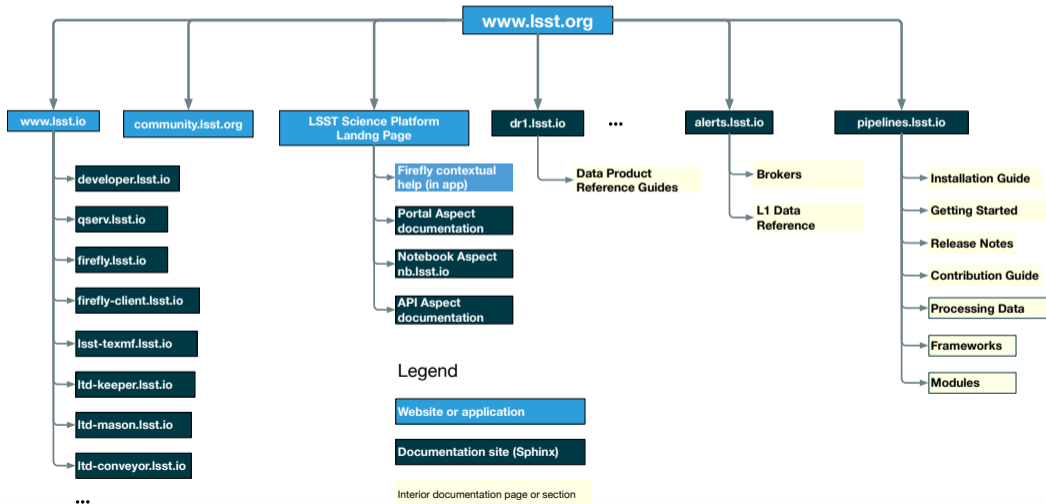 www.lsst.org
www.lsst.io
community.lsst.org
LSST Science Platform
Landng Page
dr1.lsst.io
...
alerts.lsst.io
pipelines.lsst.io
developer.lsst.io
qserv.lsst.io
firefly.lsst.io
firefly-client.lsst.io
lsst-texmf.lsst.io
ltd-keeper.lsst.io
ltd-mason.lsst.io
ltd-conveyor.lsst.io
...
Firefly contextual
help (in app)
Portal Aspect
documentation
Notebook Aspect
nb.lsst.io
API Aspect
documentation
Data Product
Reference Guides
Brokers
L1 Data
Reference
Installation Guide
Getting Started
Release Notes
Contribution Guide
Processing Data
Frameworks
Modules
Legend
Website or application
Documentation site (Sphinx)
Interior documentation page or section